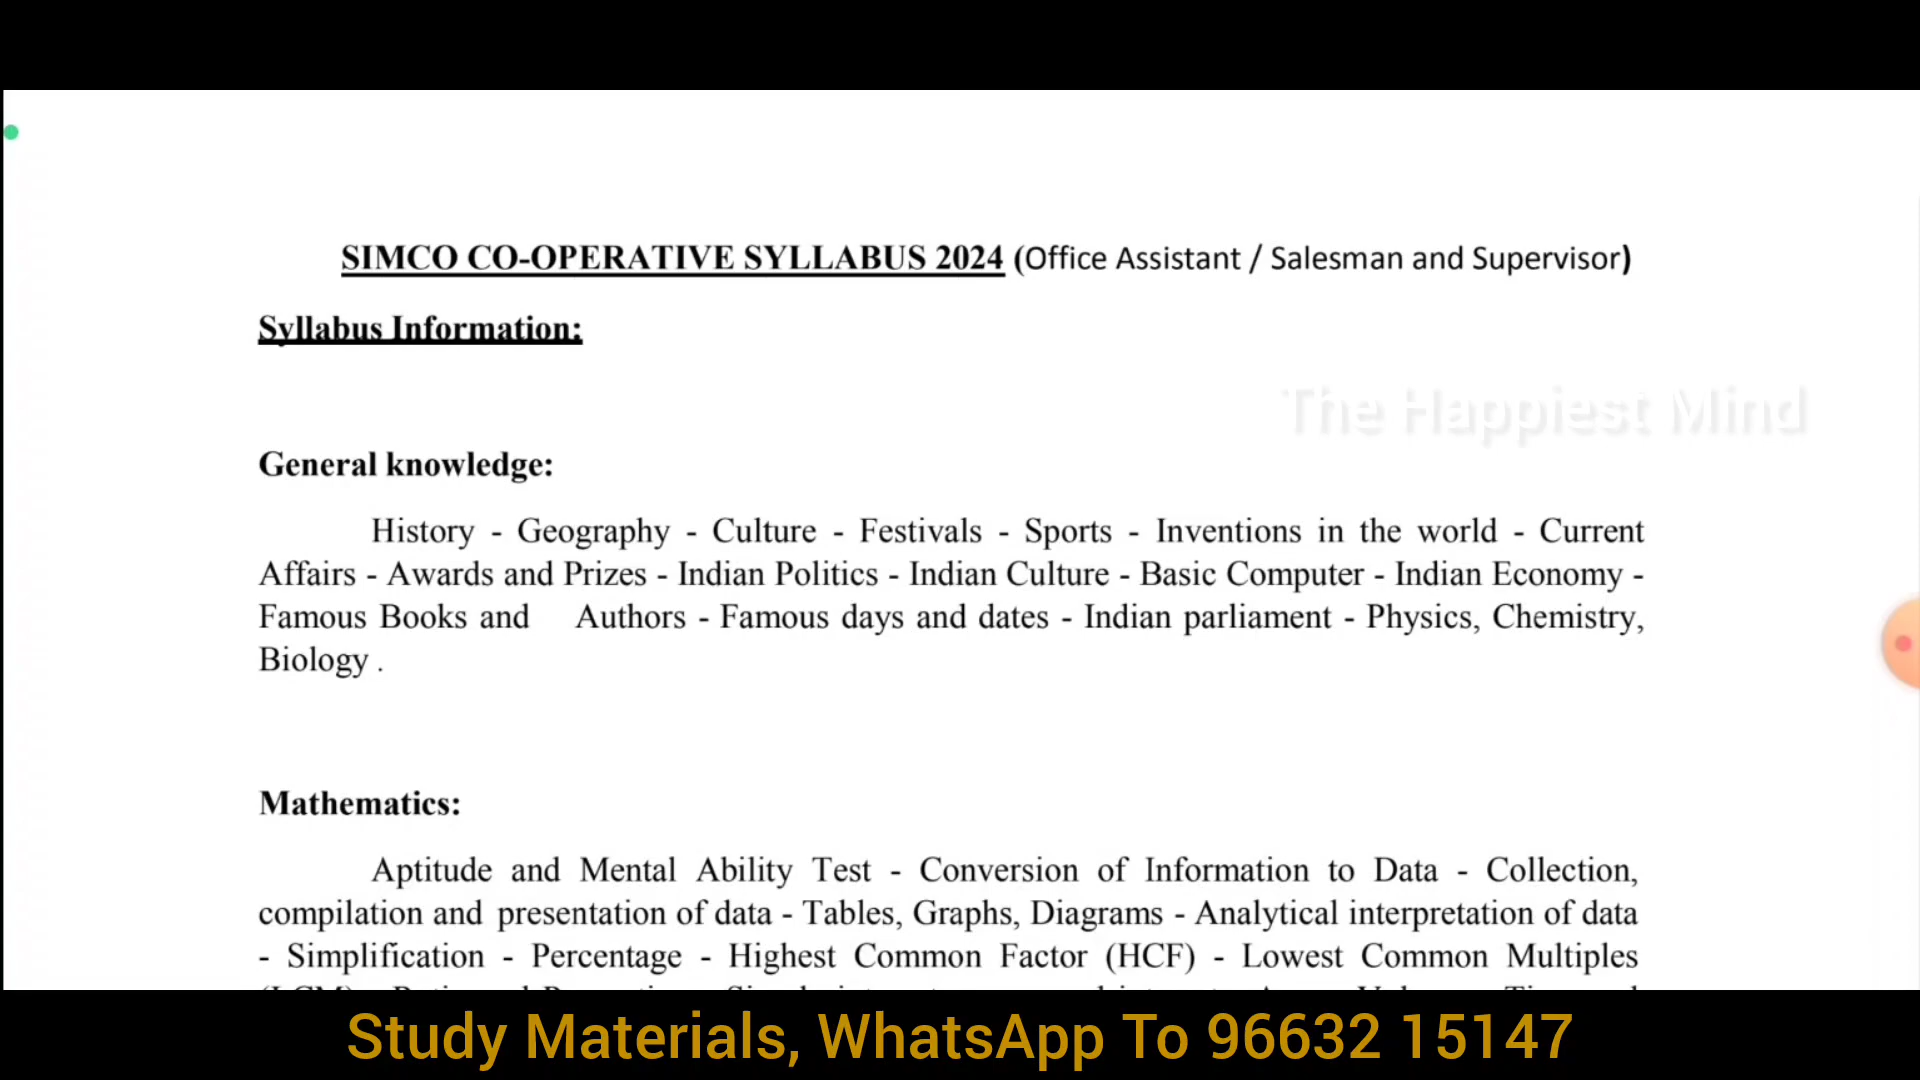 SIMCO CO-OPERATIVE SYLLABUS 2024 (Office Assistant / Salesman and Supervisor)
Syllabus Information:
The Happiest Mind
General knowledge:
History - Geography - Culture - Festivals - Sports - Inventions in the world - Current
Affairs - Awards and Prizes - Indian Politics - Indian Culture - Basic Computer - Indian Economy -
Famous Books and Authors - Famous days and dates - Indian parliament - Physics, Chemistry,
Biology .
Mathematics:
Aptitude and Mental Ability Test - Conversion of Information to Data - Collection,
compilation and presentation of data - Tables, Graphs, Diagrams - Analytical interpretation of data
- Simplification - Percentage - Highest Common Factor (HCF) - Lowest Common Multiples
Study Materials, WhatsApp To 96632 15147